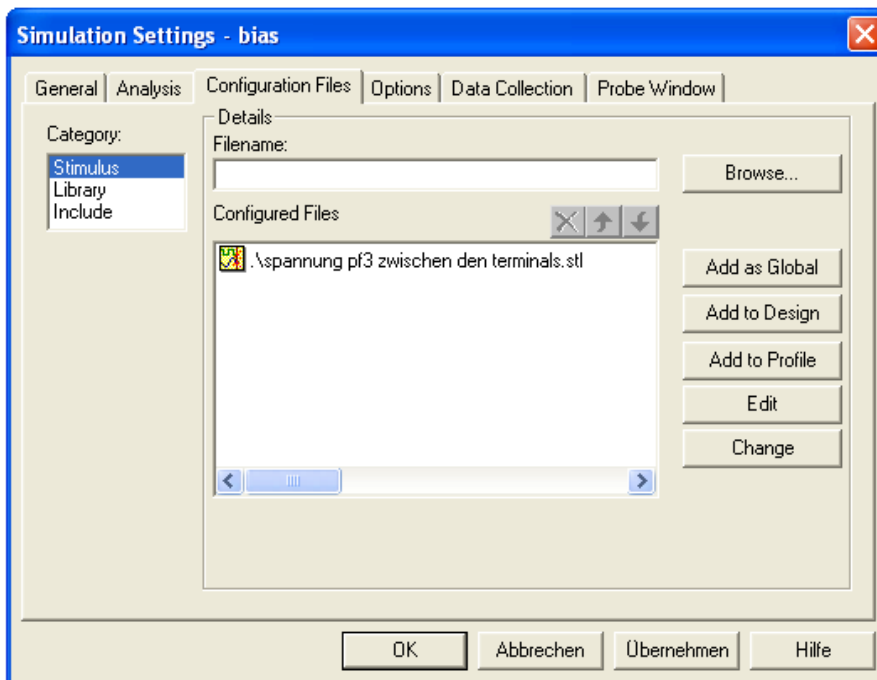 Simulation Settings - bias
General Analysis Configuration Files Options Data Collection Probe Window
Category:
Stimulus
Library
Include
Details
Filename:
Browse...
Configured Files
.\spannung pf3 zwischen den terminals.stl
Add as Global
Add to Design
Add to Profile
Edit
Change
OK Abbrechen Übernehmen Hilfe